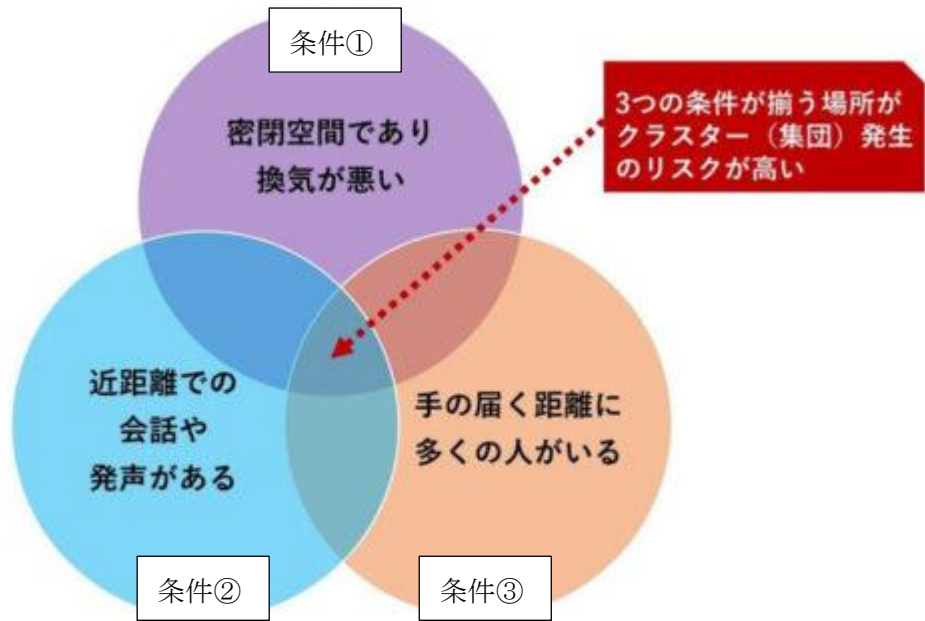 条件①
密閉空間であり
換気が悪い
3つの条件が揃う場所が
クラスター（集団）発生
のリスクが高い
近距離での
会話や
発声がある
手の届く距離に
多くの人がいる
条件②
条件③